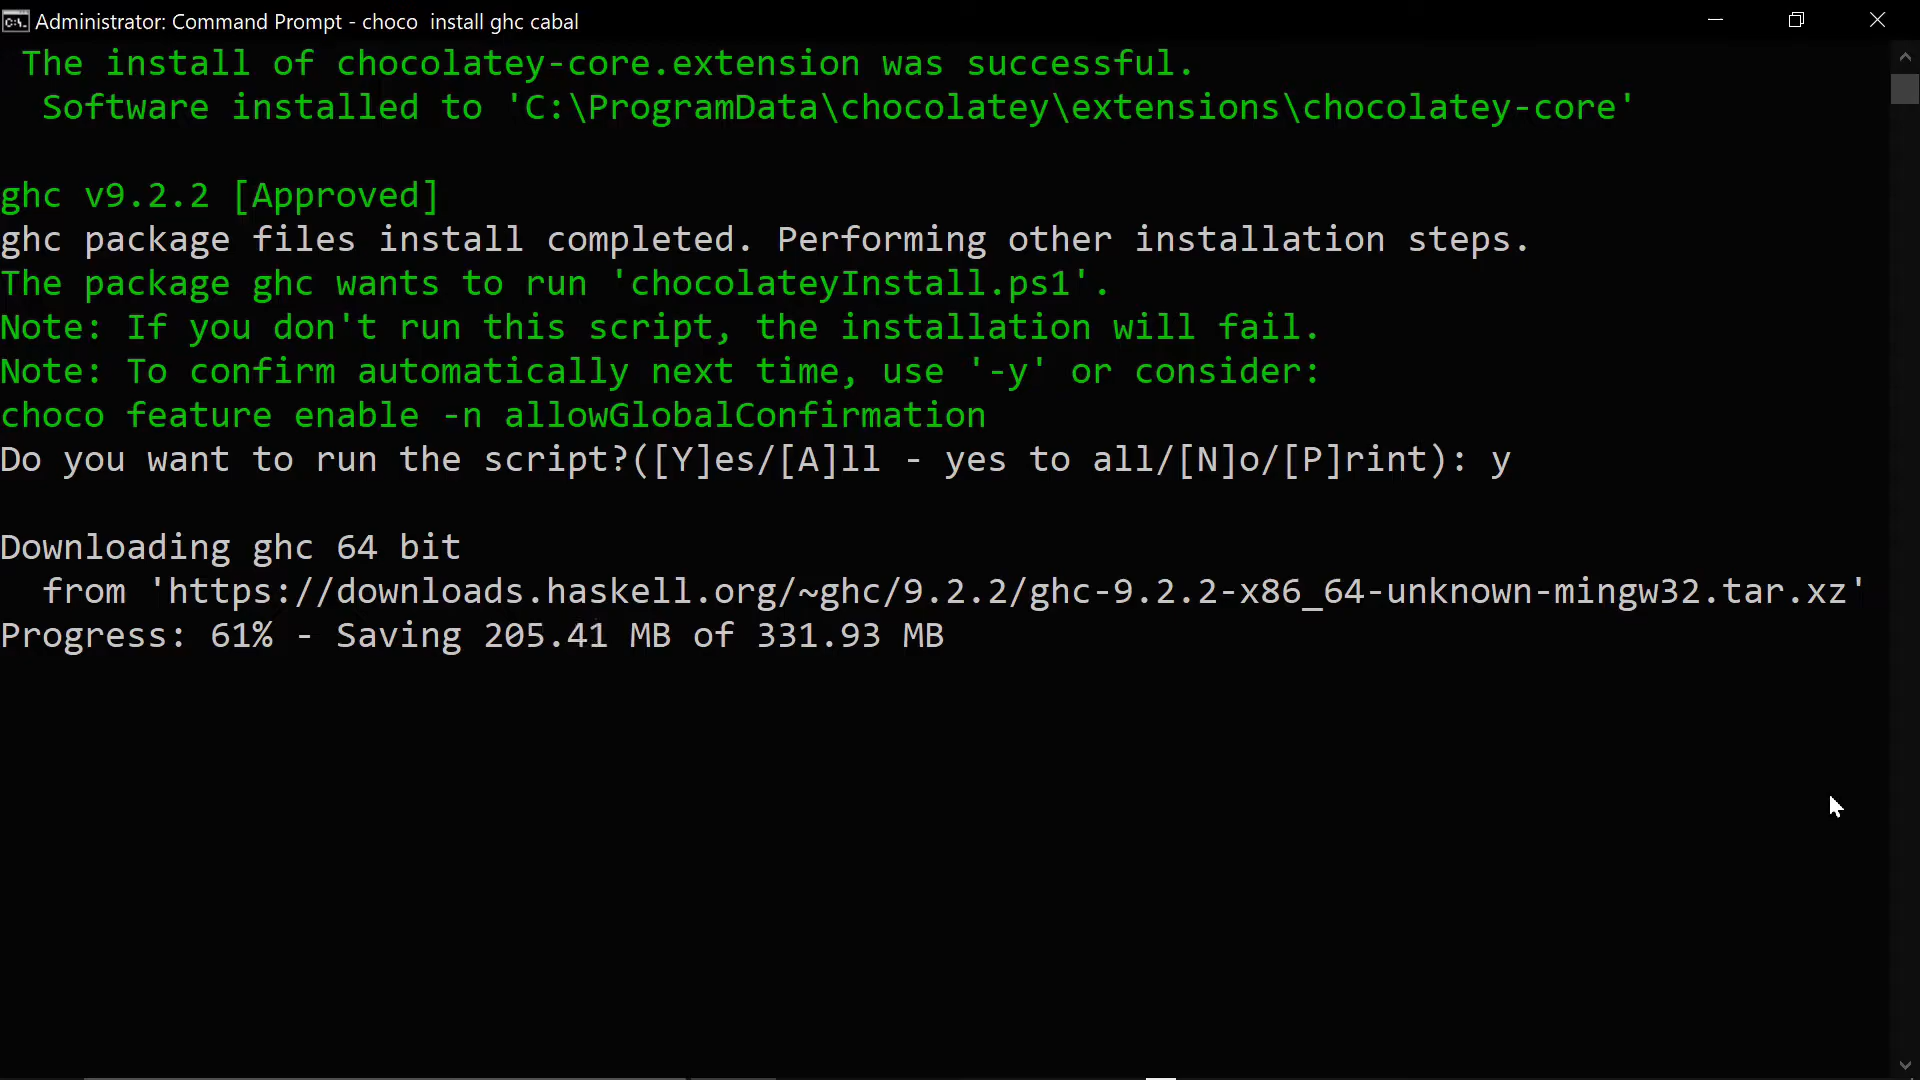 Administrator: Command Prompt - choco  install ghc cabal
The install of chocolatey-core.extension was successful.
Software installed to 'C:\ProgramData\chocolatey\extensions\chocolatey-core'
ghc v9.2.2 [Approved]
ghc package files install completed. Performing other installation steps.
The package ghc wants to run 'chocolateyInstall.ps1'.
Note: If you don't run this script, the installation will fail.
Note: To confirm automatically next time, use '-y' or consider:
choco feature enable -n allowGlobalConfirmation
Do you want to run the script?([Y]es/[A]ll - yes to all/[N]o/[P]rint): y
Downloading ghc 64 bit
from 'https://downloads.haskell.org/~ghc/9.2.2/ghc-9.2.2-x86_64-unknown-mingw32.tar.xz'
Progress: 61% - Saving 205.41 MB of 331.93 MB